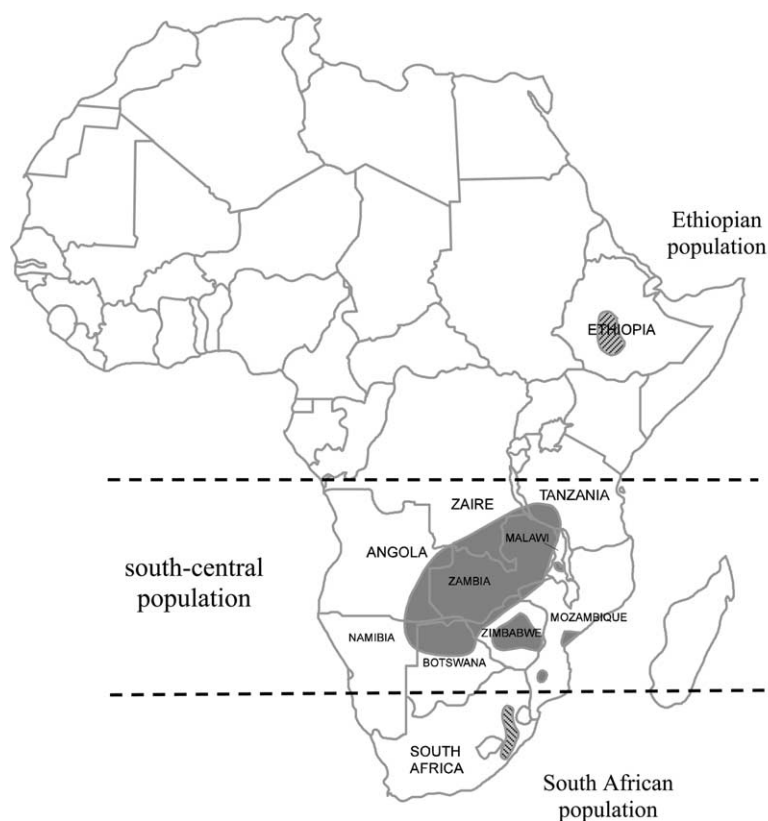 Ethiopian
population
ETHIOPIA
ZAIRE
TANZANIA
ANGOLA
MALAWI
south-central
population
ZAMBIA
MOZAMBIQUE
NAMIBIA
ZIMBABWE
BOTSWANA
SOUTH
AFRICA
South African
population